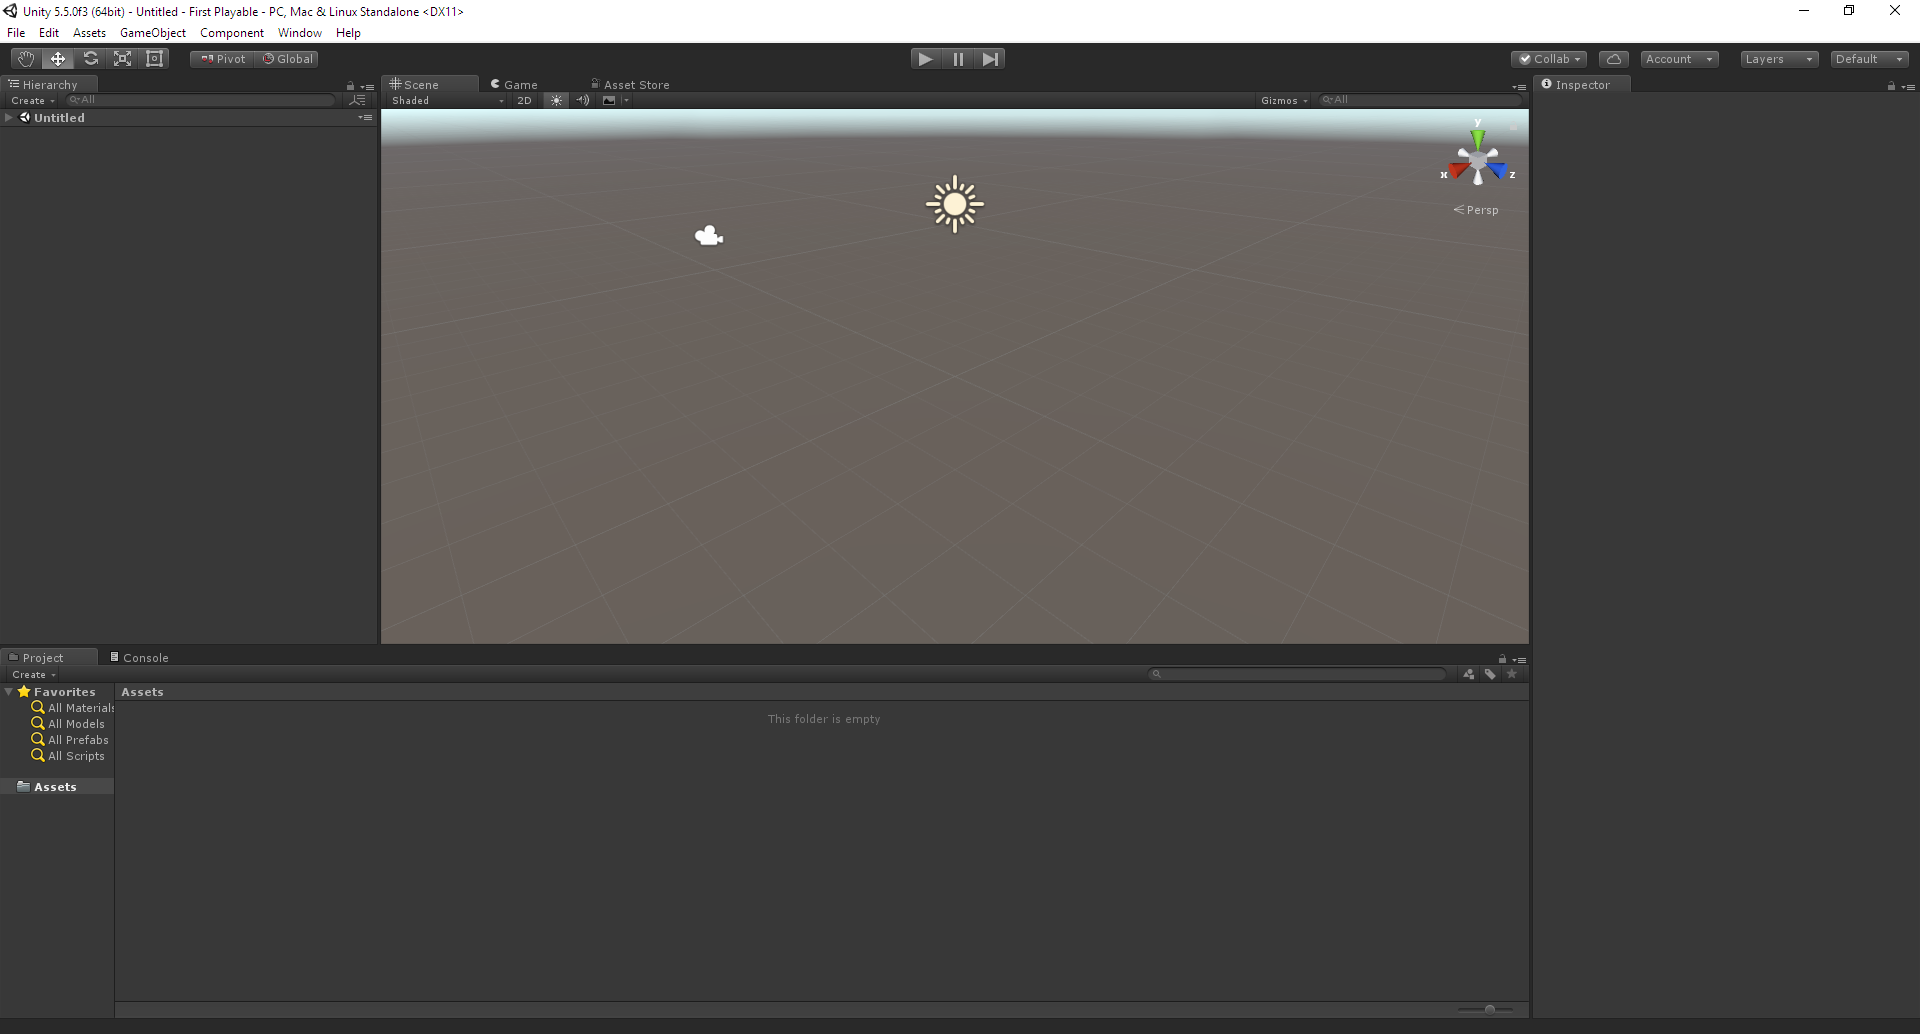 Unity 5.5.0f3 (64bit) - Untitled - First Playable - PC, Mac & Linux Standalone <DX11>
File Edit Assets GameObject Component Window Help
Pivot Global Collab Account Layers Default
Hierarchy
Create All
Untitled
Scene Game Asset Store
Shaded 2D Gizmos All
y
x z
Persp
Inspector
Project Console
Create
Favorites
All Materials
All Models
All Prefabs
All Scripts
Assets
Assets
This folder is empty